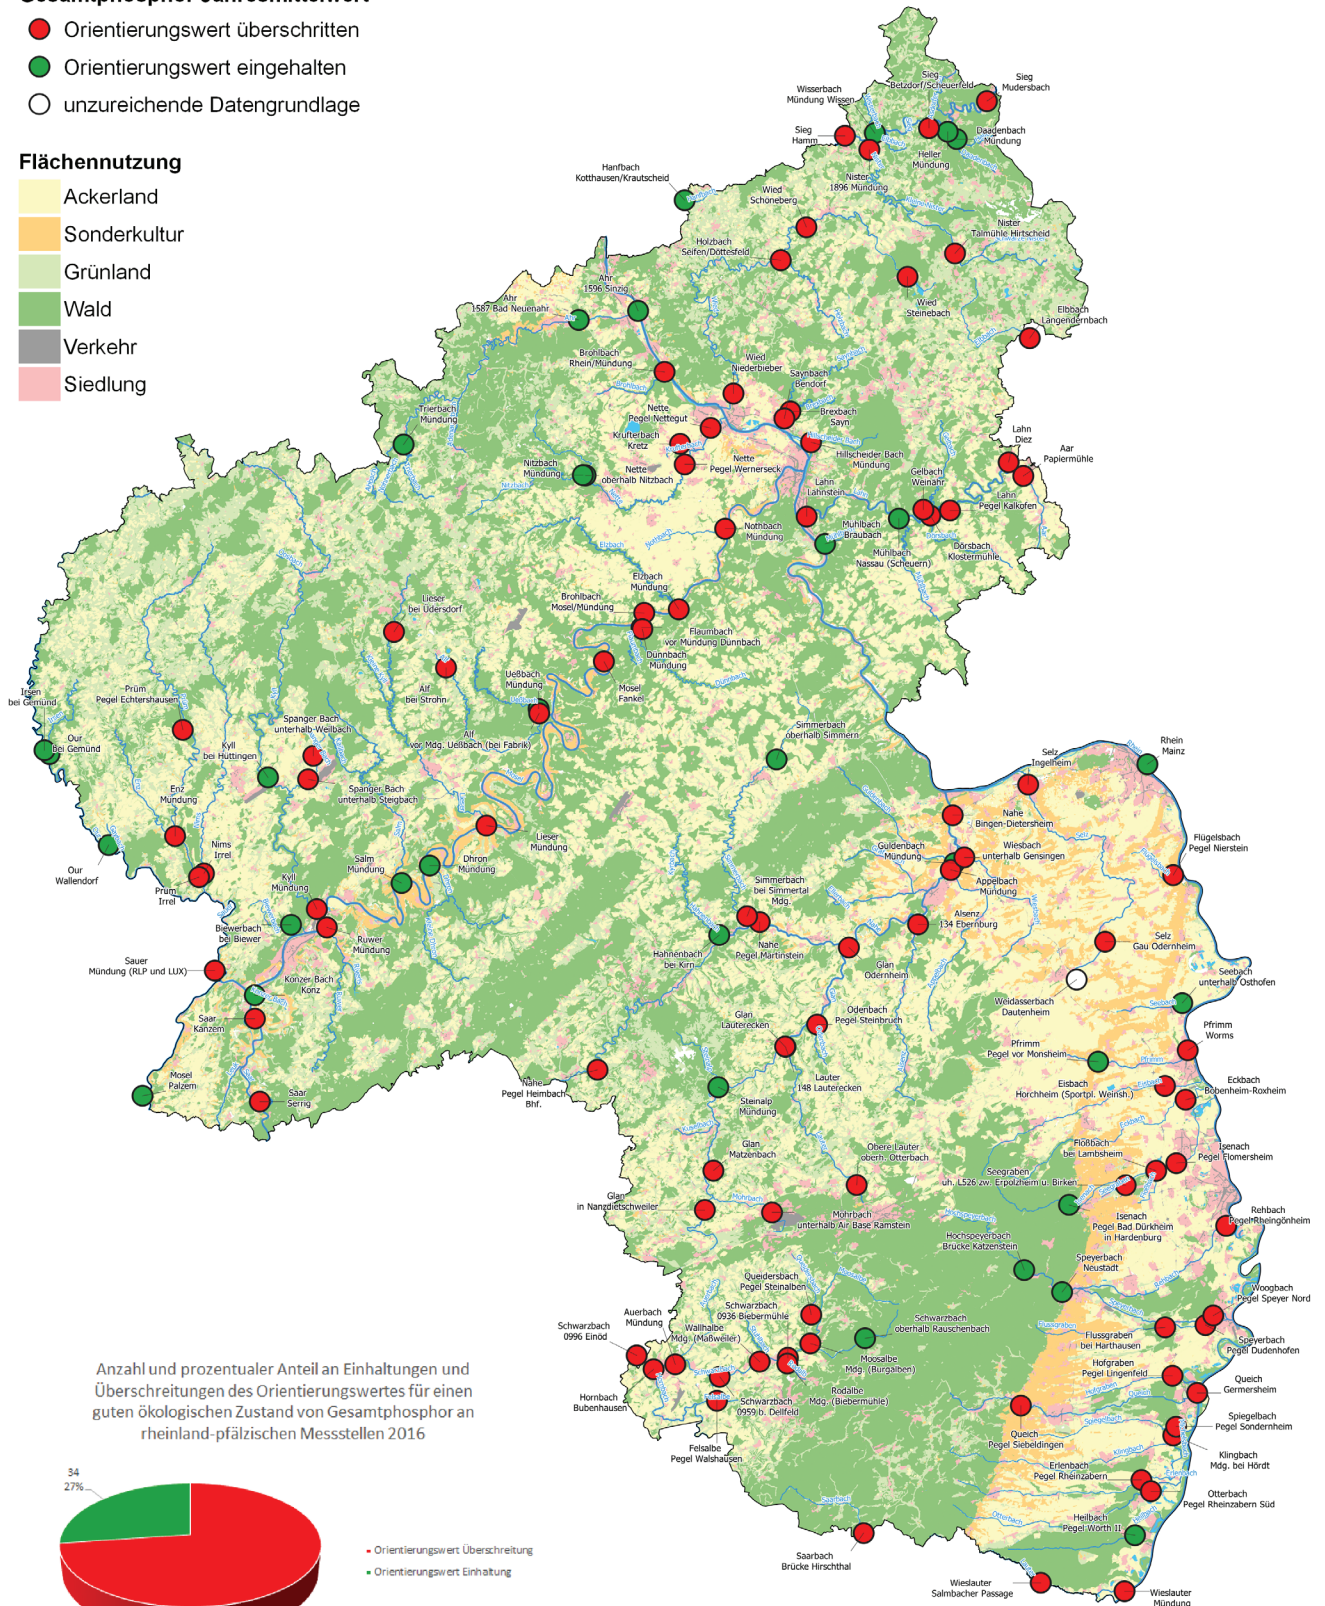 Gesamtphosphor Jahresmittelwert
Orientierungswert überschritten
Orientierungswert eingehalten
unzureichende Datengrundlage
Flächennutzung
Ackerland
Sonderkultur
Grünland
Wald
Verkehr
Siedlung
Sieg
Betzdorf/Scheuerfeld
Sieg
Mudersbach
Wisserbach
Mündung Wissen
Sieg
Hamm
Daadenbach
Mündung
Heller
Mündung
Nister
1896 Mündung
Hanfbach
Kotthausen/Krautscheid
Wied
Schöneberg
Nister
Talmühle Hirtscheid
Holzbach
Seifen/Döttesfeld
Wied
Steinebach
Elbbach
Langendernbach
Ahr
1596 Sinzig
Ahr
1587 Bad Neuenahr
Brohlbach
Rhein/Mündung
Wied
Niederbieber
Saynbach
Bendorf
Brexbach
Sayn
Trierbach
Mündung
Nette
Pegel Nettegut
Krufterbach
Kretz
Nette
Pegel Wernerseck
Hillscheider Bach
Mündung
Nitzbach
Mündung
Nette
oberhalb Nitzbach
Lahn
Diez
Aar
Papiermühle
Gelbach
Weinähr
Lahn
Pegel Kalkofen
Lahn
Lahnstein
Mühlbach
Braubach
Mühlbach
Nassau (Scheuern)
Dörsbach
Klostermühle
Nothbach
Mündung
Elzbach
Mündung
Brohlbach
Mosel/Mündung
Flaumbach
vor Mündung Dünnbach
Dünnbach
Mündung
Lieser
bei Üdersdorf
Alf
bei Strohn
Ueßbach
Mündung
Mosel
Fankel
Alf
vor Mdg. Ueßbach (bei Fabrik)
Irsen
bei Gemünd
Our
Bei Gemünd
Prüm
Pegel Echtershausen
Kyll
bei Hüttingen
Spanger Bach
unterhalb Weilbach
Spanger Bach
unterhalb Steigbach
Enz
Mündung
Nims
Irrel
Prüm
Irrel
Our
Wallendorf
Simmerbach
oberhalb Simmern
Lieser
Mündung
Dhron
Mündung
Salm
Mündung
Kyll
Mündung
Biewerbach
bei Biewer
Ruwer
Mündung
Sauer
Mündung (RLP und LUX)
Konzer Bach
Konz
Saar
Kanzem
Mosel
Palzem
Saar
Serrig
Rhein
Mainz
Selz
Ingelheim
Nahe
Bingen-Dietersheim
Guldenbach
Mündung
Wiesbach
unterhalb Gensingen
Appelbach
Mündung
Flügelsbach
Pegel Nierstein
Simmerbach
bei Simmertal
Mdg.
Nahe
Pegel Martinstein
Hahnenbach
bei Kirn
Alsenz
134 Ebernburg
Glan
Odernheim
Selz
Gau Odernheim
Weidasserbach
Dautenheim
Seebach
unterhalb Osthofen
Glan
Lauterecken
Odenbach
Pegel Steinbruch
Lauter
148 Lauterecken
Nahe
Pegel Heimbach
Bhf.
Steinalp
Mündung
Pfrimm
Worms
Pfrimm
Pegel vor Monsheim
Eisbach
Horchheim (Sportpl. Weinsh.)
Eckbach
Bobenheim-Roxheim
Floßbach
bei Lambsheim
Isenach
Pegel Flomersheim
Seegraben
uh. L526 zw. Erpolzheim u. Birken
Isenach
Pegel Bad Dürkheim
in Hardenburg
Rehbach
Pegel Rheingönheim
Glan
Matzenbach
Obere Lauter
oberh. Otterbach
Glan
in Nanzdietschweiler
Mohrbach
unterhalb Air Base Ramstein
Hochspeyerbach
Brücke Katzenstein
Speyerbach
Neustadt
Queidersbach
Pegel Steinalben
Schwarzbach
0936 Biebermühle
Auerbach
Mündung
Wallhalbe
Mdg. (Maßweiler)
Schwarzbach
0996 Einöd
Schwarzbach
oberhalb Rauschenbach
Moosalbe
Mdg. (Burgalben)
Rodalbe
Mdg. (Biebermühle)
Hornbach
Bubenhausen
Schwarzbach
0959 b. Dellfeld
Felsalbe
Pegel Walshausen
Woogbach
Pegel Speyer Nord
Speyerbach
Pegel Dudenhofen
Flussgraben
bei Harthausen
Hofgraben
Pegel Lingenfeld
Queich
Germersheim
Queich
Pegel Siebeldingen
Spiegelbach
Pegel Sondernheim
Klingbach
Mdg. bei Hördt
Erlenbach
Pegel Rheinzabern
Otterbach
Pegel Rheinzabern Süd
Heilbach
Pegel Wörth II
Saarbach
Brücke Hirschthal
Wieslauter
Salmbacher Passage
Wieslauter
Mündung
Anzahl und prozentualer Anteil an Einhaltungen und
Überschreitungen des Orientierungswertes für einen
guten ökologischen Zustand von Gesamtphosphor an
rheinland-pfälzischen Messstellen 2016
34
27%
Orientierungswert Überschreitung
Orientierungswert Einhaltung